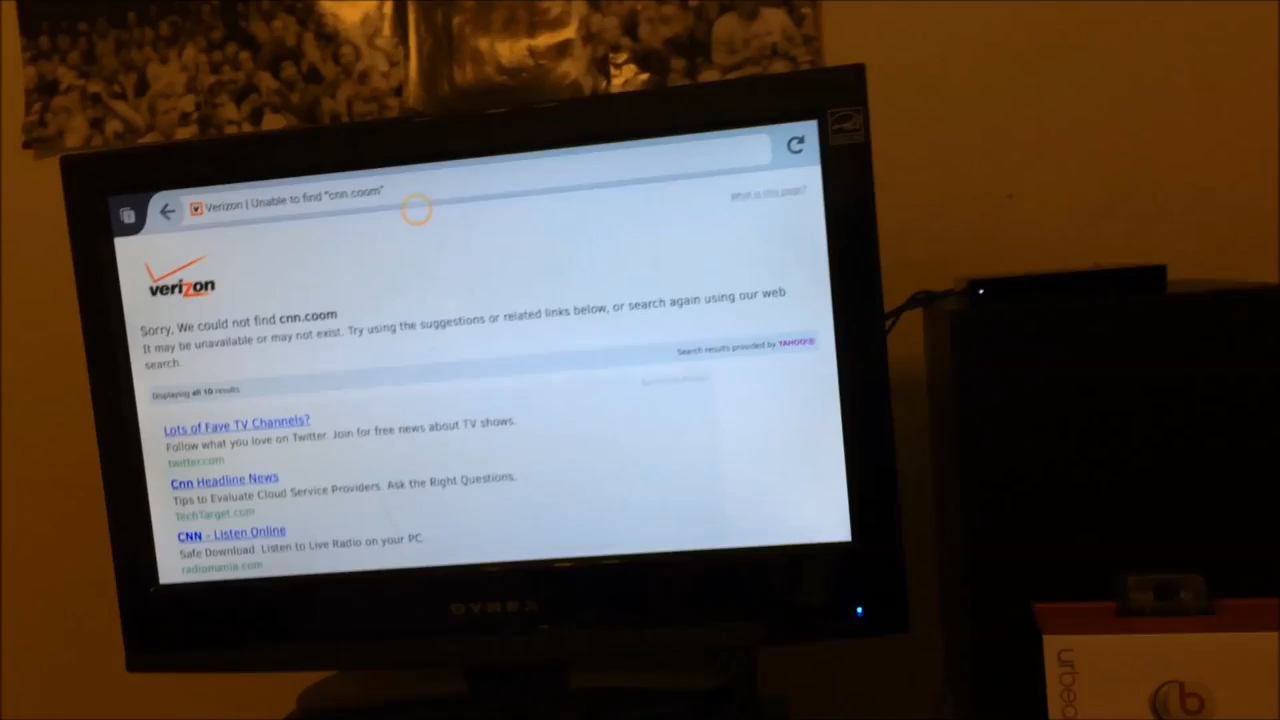 Verizon | Unable to find "cnn.coom"
What is this page?
verizon
Sorry, We could not find cnn.coom
It may be unavailable or may not exist. Try using the suggestions or related links below, or search again using our web
search.
Search results provided by YAHOO!
Displaying all 10 results
Lots of Fave TV Channels?
Follow what you love on Twitter. Join for free news about TV shows.
twitter.com
Cnn Headline News
Tips to Evaluate Cloud Service Providers. Ask the Right Questions.
TechTarget.com
CNN - Listen Online
Safe Download. Listen to Live Radio on your PC
radiomania.com
DYNEX
urbea
b